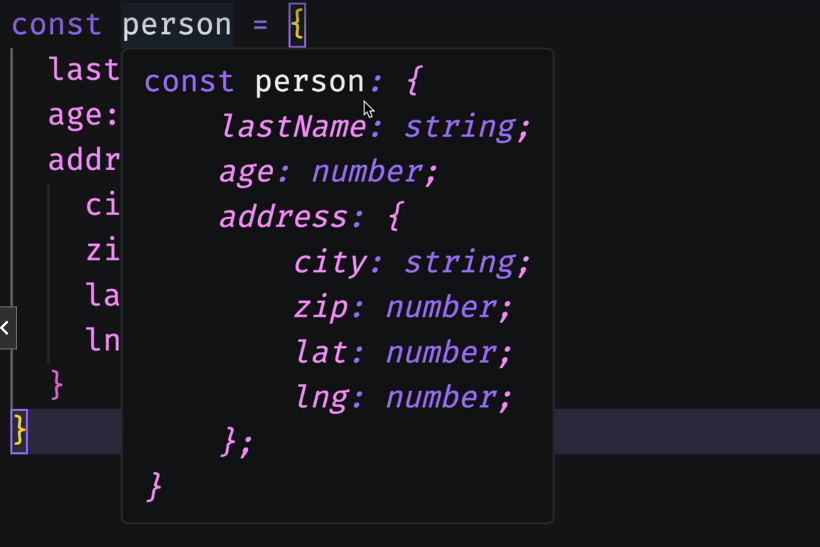 const person = {
last
age:
addr
ci
zi
la
ln
}
}
const person: {
lastName: string;
age: number;
address: {
city: string;
zip: number;
lat: number;
lng: number;
};
}